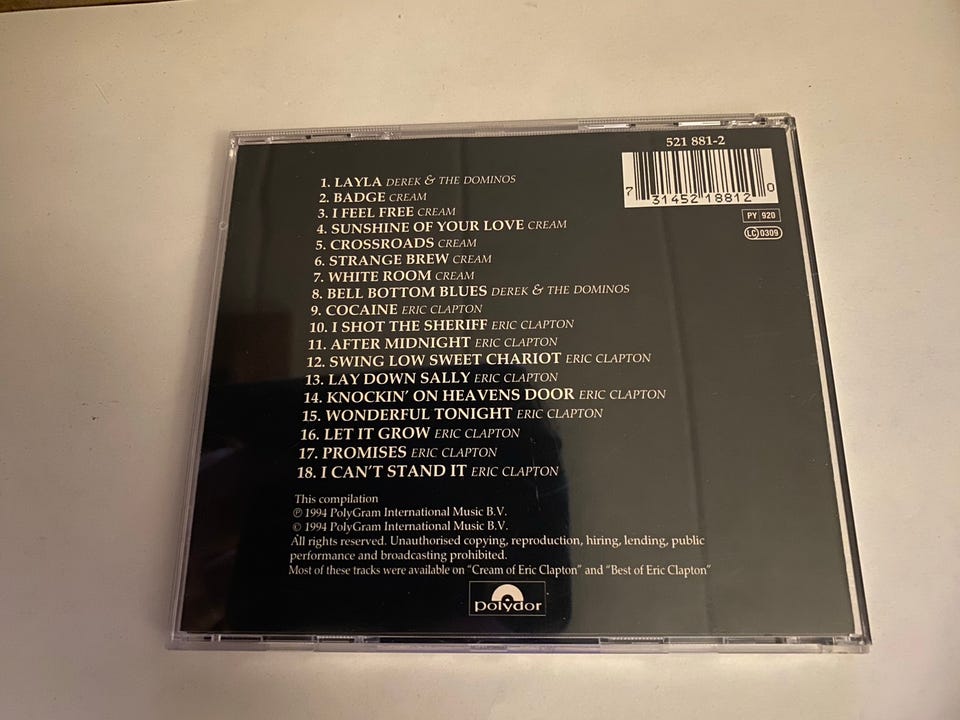 521 881-2
7 31452 18812 0
PY 920
LC 0309
1. LAYLA DEREK & THE DOMINOS
2. BADGE CREAM
3. I FEEL FREE CREAM
4. SUNSHINE OF YOUR LOVE CREAM
5. CROSSROADS CREAM
6. STRANGE BREW CREAM
7. WHITE ROOM CREAM
8. BELL BOTTOM BLUES DEREK & THE DOMINOS
9. COCAINE ERIC CLAPTON
10. I SHOT THE SHERIFF ERIC CLAPTON
11. AFTER MIDNIGHT ERIC CLAPTON
12. SWING LOW SWEET CHARIOT ERIC CLAPTON
13. LAY DOWN SALLY ERIC CLAPTON
14. KNOCKIN' ON HEAVENS DOOR ERIC CLAPTON
15. WONDERFUL TONIGHT ERIC CLAPTON
16. LET IT GROW ERIC CLAPTON
17. PROMISES ERIC CLAPTON
18. I CAN'T STAND IT ERIC CLAPTON
This compilation
℗ 1994 PolyGram International Music B.V.
© 1994 PolyGram International Music B.V.
All rights reserved. Unauthorised copying, reproduction, hiring, lending, public
performance and broadcasting prohibited.
Most of these tracks were available on "Cream of Eric Clapton" and "Best of Eric Clapton"
polydor